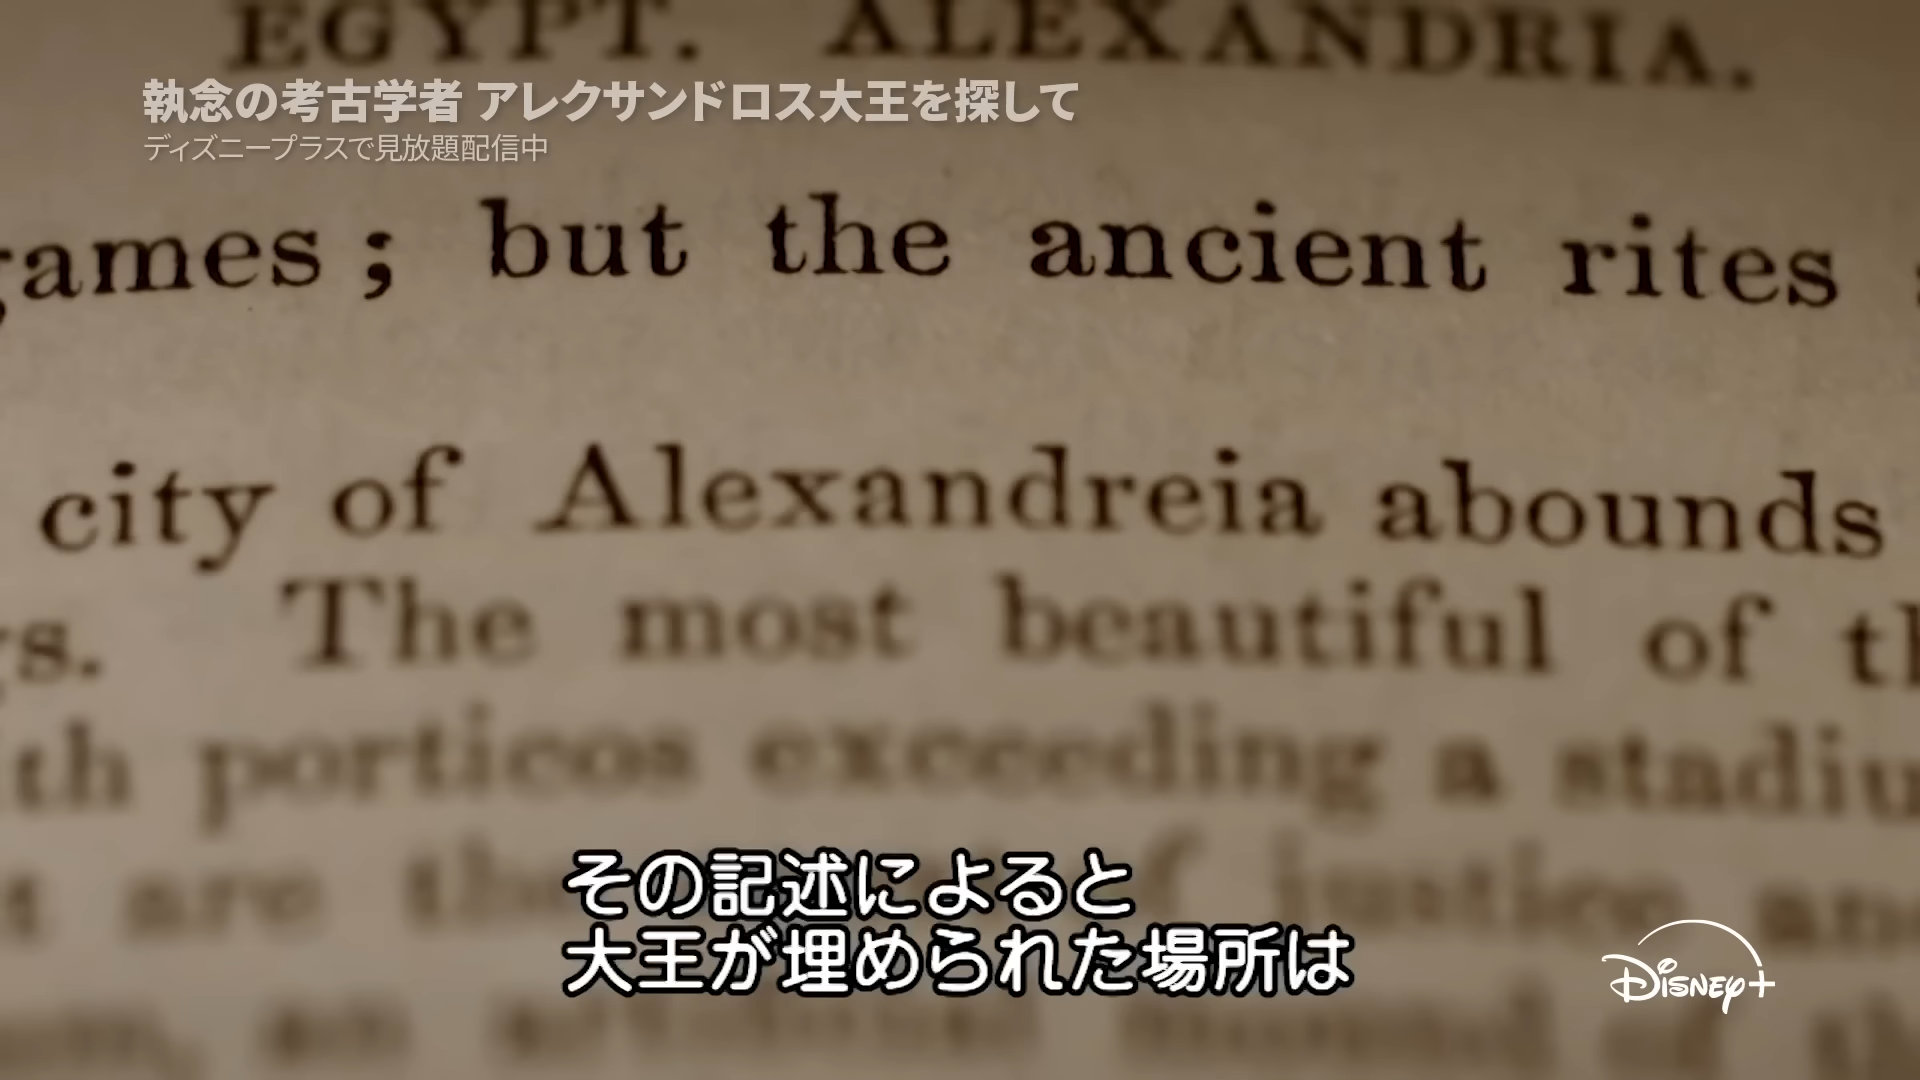 EGYPT. ALEXANDRIA.
執念の考古学者 アレクサンドロス大王を探して
ディズニープラスで見放題配信中
games; but the ancient rites
city of Alexandreia abounds
The most beautiful of
porticos exceeding a
are justice
その記述によると
大王が埋められた場所は
Disney+